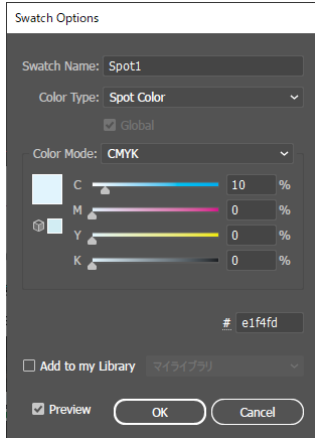 Swatch Options
Swatch Name: Spot1
Color Type: Spot Color
Global
Color Mode: CMYK
C 10 %
M 0 %
Y 0 %
K 0 %
# e1f4fd
Add to my Library マイライブラリ
Preview OK Cancel